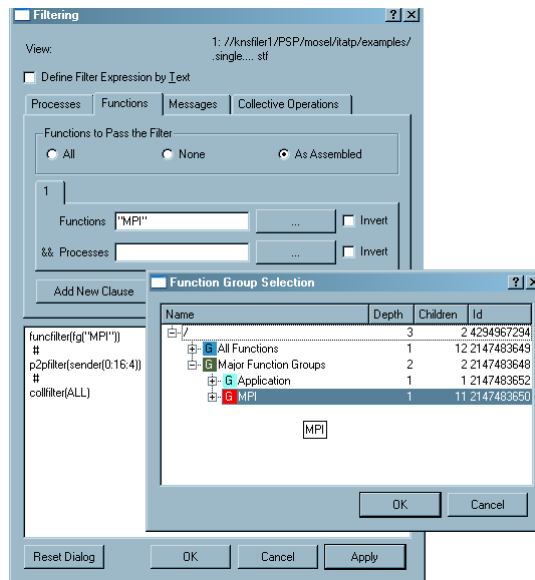 Filtering
View:
1: //knsfiler1/PSP/mosel/itatp/examples/
.single.... stf
Define Filter Expression by Text
Processes
Functions
Messages
Collective Operations
Functions to Pass the Filter
All
None
As Assembled
1
Functions
"MPI"
...
Invert
&& Processes
...
Invert
Add New Clause
funcfilter(fg("MPI"))
#
p2pfilter(sender(0:16:4))
#
collfilter(ALL)
Function Group Selection
Name Depth Children Id
/ 3 2 4294967294
G All Functions 1 12 2147483649
G Major Function Groups 2 2 2147483648
G Application 1 1 2147483652
G MPI 1 11 2147483650
MPI
OK
Cancel
Reset Dialog
OK
Cancel
Apply